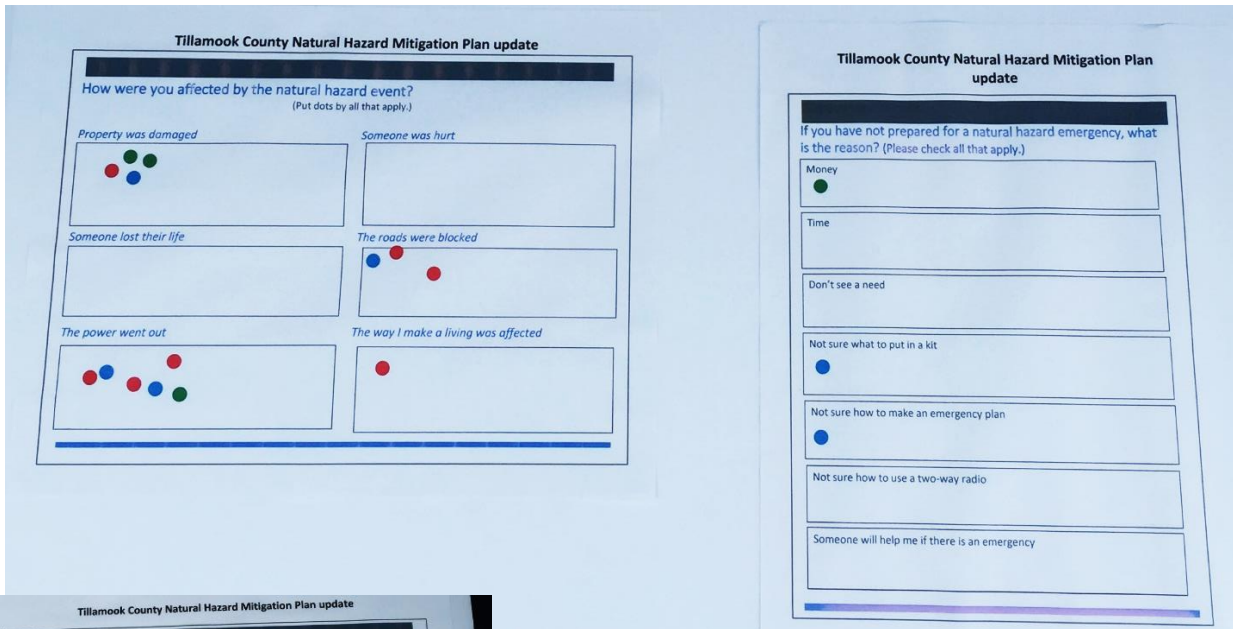 Tillamook County Natural Hazard Mitigation Plan update
How were you affected by the natural hazard event?
(Put dots by all that apply.)
Property was damaged
Someone was hurt
Someone lost their life
The roads were blocked
The power went out
The way I make a living was affected
Tillamook County Natural Hazard Mitigation Plan
update
If you have not prepared for a natural hazard emergency, what
is the reason? (Please check all that apply.)
Money
Time
Don't see a need
Not sure what to put in a kit
Not sure how to make an emergency plan
Not sure how to use a two-way radio
Someone will help me if there is an emergency
Tillamook County Natural Hazard Mitigation Plan update